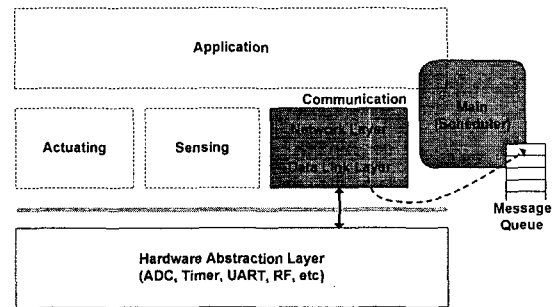 Application
Communication
Main
(Scheduler)
Actuating
Sensing
Network Layer
Data Link Layer
Message
Queue
Hardware Abstraction Layer
(ADC, Timer, UART, RF, etc)